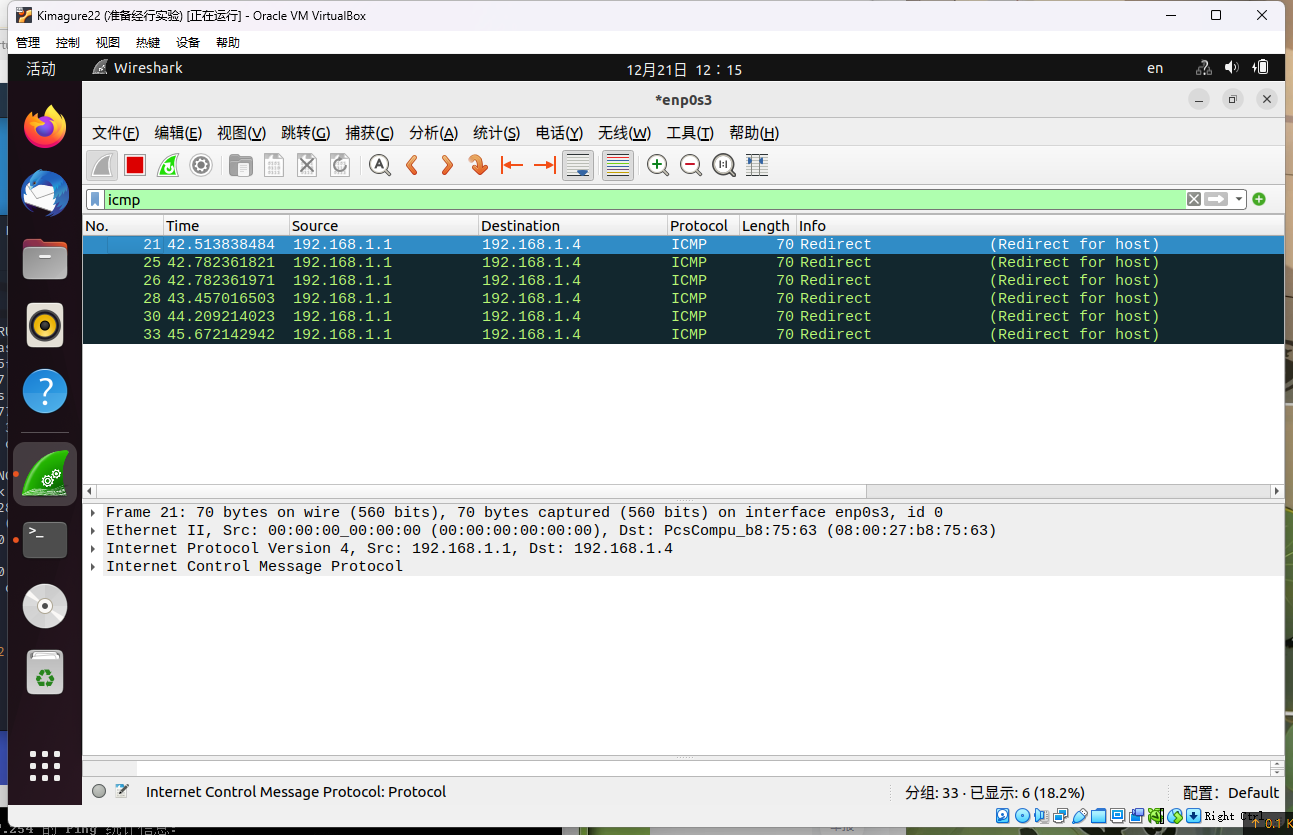 Kimagure22 (准备经行实验) [正在运行] - Oracle VM VirtualBox
管理 控制 视图 热键 设备 帮助
活动 Wireshark 12月21日 12:15 en
*enp0s3
文件(F) 编辑(E) 视图(V) 跳转(G) 捕获(C) 分析(A) 统计(S) 电话(Y) 无线(W) 工具(T) 帮助(H)
icmp
No. Time Source Destination Protocol Length Info
21 42.513838484 192.168.1.1 192.168.1.4 ICMP 70 Redirect (Redirect for host)
25 42.782361821 192.168.1.1 192.168.1.4 ICMP 70 Redirect (Redirect for host)
26 42.782361971 192.168.1.1 192.168.1.4 ICMP 70 Redirect (Redirect for host)
28 43.457016503 192.168.1.1 192.168.1.4 ICMP 70 Redirect (Redirect for host)
30 44.209214023 192.168.1.1 192.168.1.4 ICMP 70 Redirect (Redirect for host)
33 45.672142942 192.168.1.1 192.168.1.4 ICMP 70 Redirect (Redirect for host)
Frame 21: 70 bytes on wire (560 bits), 70 bytes captured (560 bits) on interface enp0s3, id 0
Ethernet II, Src: 00:00:00_00:00:00 (00:00:00:00:00:00), Dst: PcsCompu_b8:75:63 (08:00:27:b8:75:63)
Internet Protocol Version 4, Src: 192.168.1.1, Dst: 192.168.1.4
Internet Control Message Protocol
Internet Control Message Protocol: Protocol 分组: 33 · 已显示: 6 (18.2%) 配置: Default
Right Ctrl
↑ 0.1 K
.254 的 Ping 统计信息: